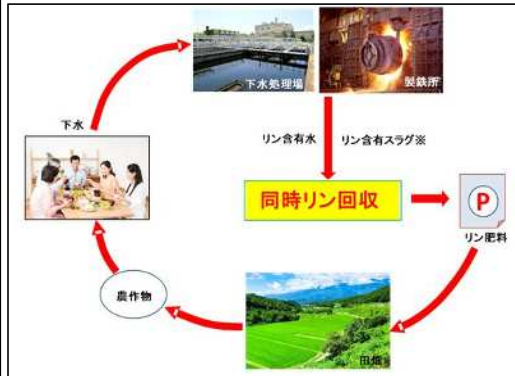 下水処理場
製鉄所
下水
リン含有水
リン含有スラグ※
同時リン回収
P
リン肥料
農作物
田畑